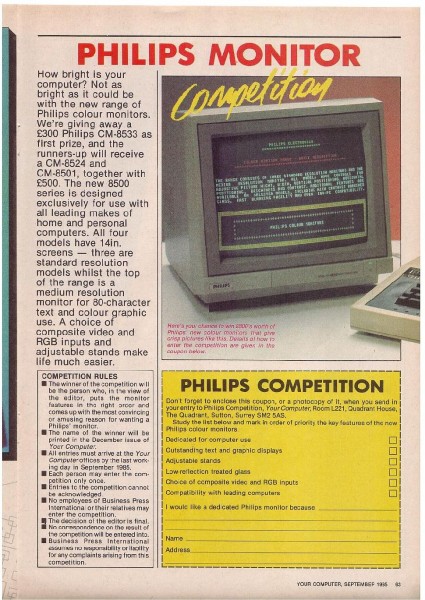 PHILIPS MONITOR
Competition
How bright is your
computer? Not as
bright as it could be
with the new range of
Philips colour monitors.
We're giving away a
£300 Philips CM-8533 as
first prize, and the
runners-up will receive
a CM-8524 and
CM-8501, together with
£500. The new 8500
series is designed
exclusively for use with
all leading makes of
home and personal
computers. All four
models have 14in.
screens — three are
standard resolution
models whilst the top
of the range is a
medium resolution
monitor for 80-character
text and colour graphic
use. A choice of
composite video and
RGB inputs and
adjustable stands make
life much easier.
PHILIPS ELECTRONICS
PHILIPS COLOUR MONITORS
PHILIPS
Here's your chance to win £800's worth of
Philips' new colour monitors that give
crisp pictures like this. Details of how to
enter the competition are given in the
coupon below.
COMPETITION RULES
■ The winner of the competition will
be the person who, in the view of
the editor, puts the monitor
features in the right order and
comes up with the most convincing
or amusing reason for wanting a
Philips' monitor.
■ The name of the winner will be
printed in the December issue of
Your Computer.
■ All entries must arrive at the Your
Computer offices by the last work-
ing day in September 1985.
■ Each person may enter the com-
petition only once.
■ Entries to the competition cannot
be acknowledged.
■ No employees of Business Press
International or their relatives may
enter the competition.
■ The decision of the editor is final.
■ No correspondence on the result of
the competition will be entered into.
■ Business Press International
assumes no responsibility or liability
for any complaints arising from this
competition.
PHILIPS COMPETITION
Don't forget to enclose this coupon, or a photocopy of it, when you send in
your entry to Philips Competition, Your Computer, Room L221, Quadrant House,
The Quadrant, Sutton, Surrey SM2 5AS.
Study the list below and mark in order of priority the key features of the new
Philips colour monitors.
Dedicated for computer use
Outstanding text and graphic displays
Adjustable stands
Low-reflection treated glass
Choice of composite video and RGB inputs
Compatibility with leading computers
I would like a dedicated Philips monitor because
Name
Address
YOUR COMPUTER, SEPTEMBER 1985 63